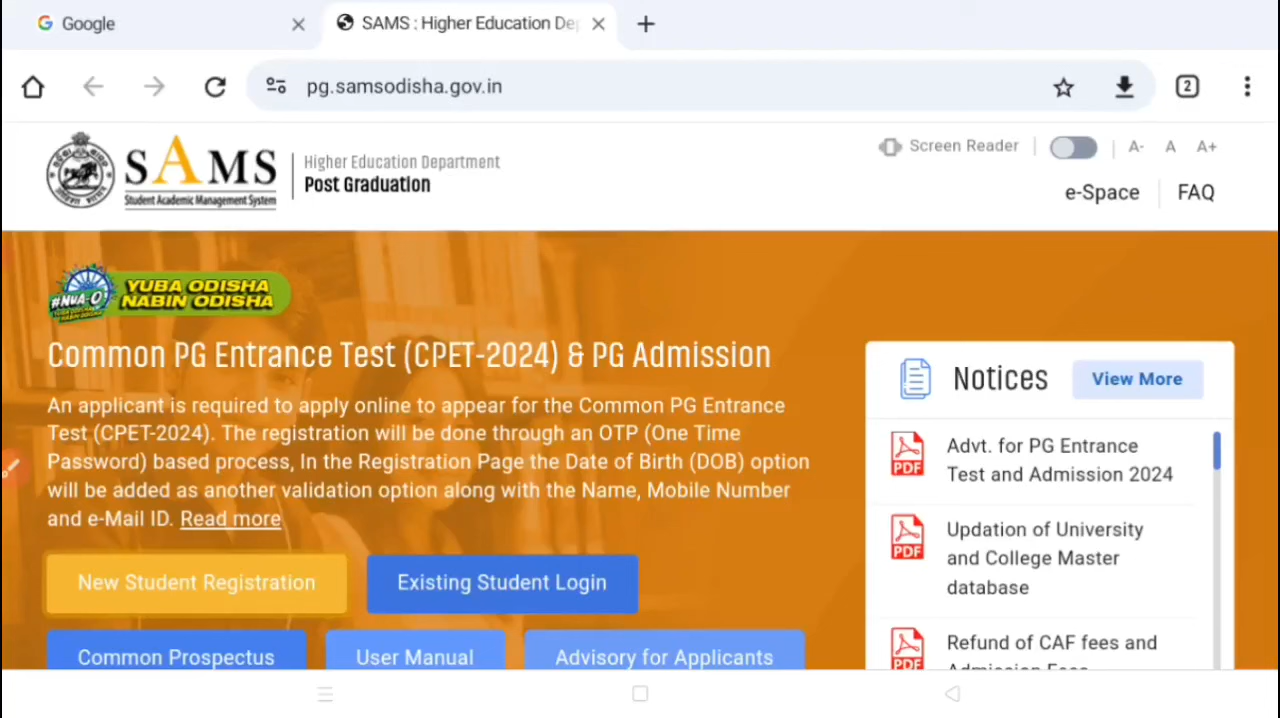 Google
SAMS : Higher Education De
pg.samsodisha.gov.in
2
SAMS
Student Academic Management System
Higher Education Department
Post Graduation
Screen Reader
A- A A+
e-Space
FAQ
#NUA-O
YUBA ODISHA
NABIN ODISHA
Common PG Entrance Test (CPET-2024) & PG Admission
An applicant is required to apply online to appear for the Common PG Entrance
Test (CPET-2024). The registration will be done through an OTP (One Time
Password) based process, In the Registration Page the Date of Birth (DOB) option
will be added as another validation option along with the Name, Mobile Number
and e-Mail ID. Read more
New Student Registration
Existing Student Login
Common Prospectus
User Manual
Advisory for Applicants
Notices
View More
PDF
Advt. for PG Entrance
Test and Admission 2024
PDF
Updation of University
and College Master
database
PDF
Refund of CAF fees and
Admission Fees